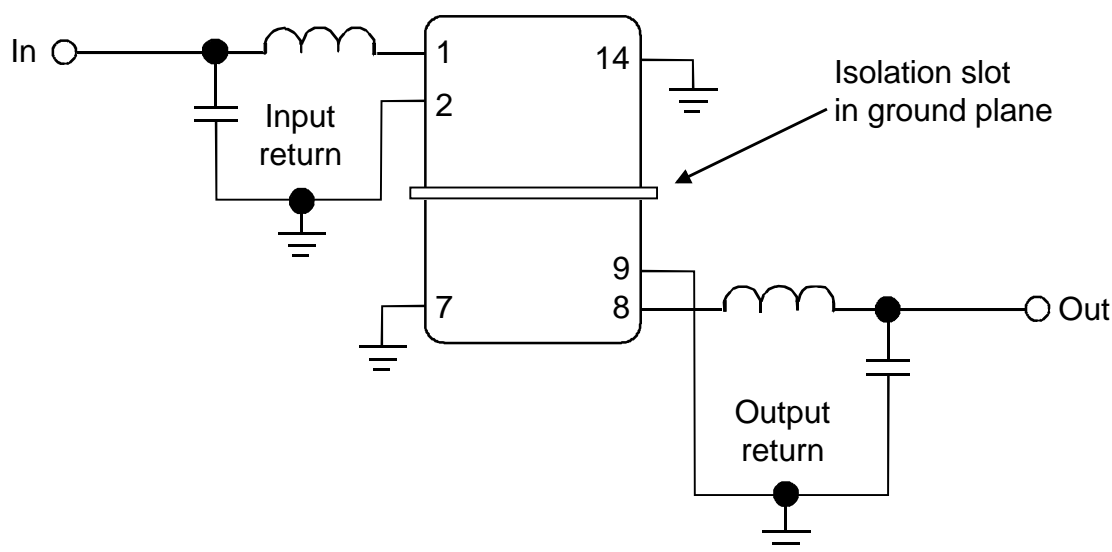 In
1
14
2
Isolation slot
in ground plane
Input
return
9
7
8
Out
Output
return